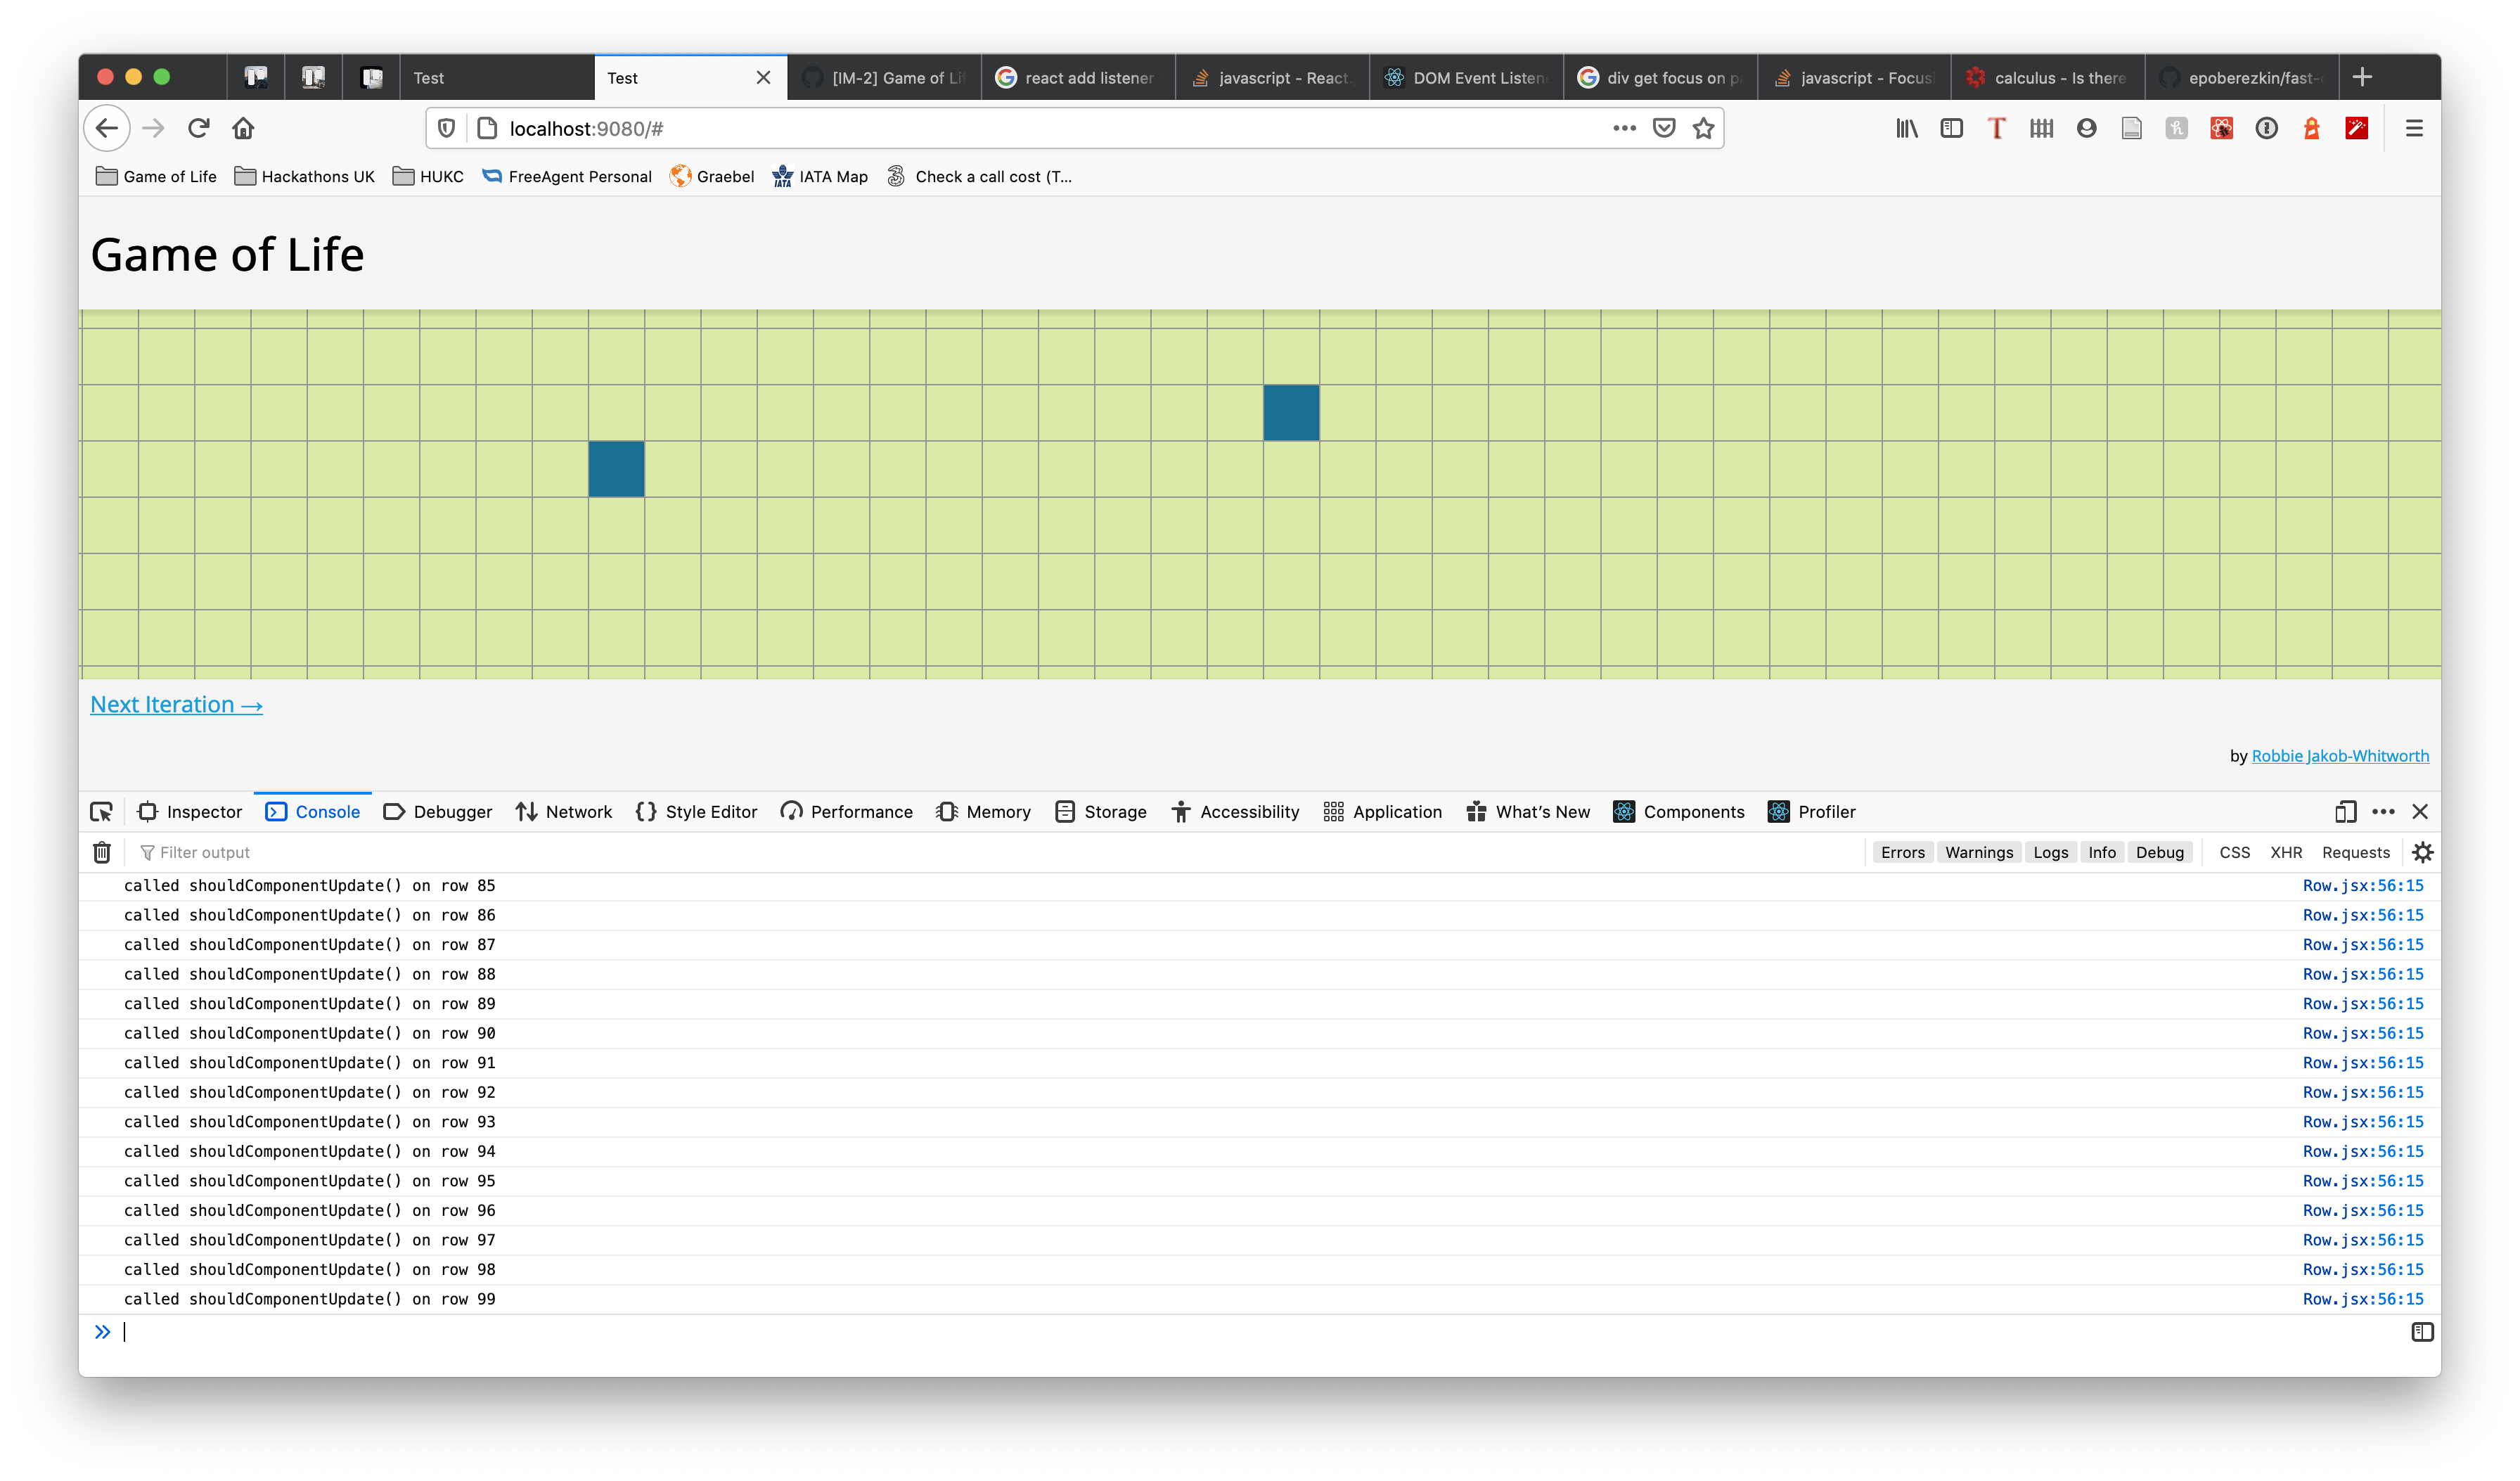 Test
Test
[IM-2] Game of Lif
react add listener
javascript - React.
DOM Event Listen
div get focus on p
javascript - Focus
calculus - Is there
epoberezkin/fast-
localhost:9080/#
Game of Life
Hackathons UK
HUKC
FreeAgent Personal
Graebel
IATA Map
Check a call cost (T...
Game of Life
Next Iteration →
by Robbie Jakob-Whitworth
Inspector
Console
Debugger
Network
Style Editor
Performance
Memory
Storage
Accessibility
Application
What's New
Components
Profiler
Filter output
Errors
Warnings
Logs
Info
Debug
CSS
XHR
Requests
called shouldComponentUpdate() on row 85 Row.jsx:56:15
called shouldComponentUpdate() on row 86 Row.jsx:56:15
called shouldComponentUpdate() on row 87 Row.jsx:56:15
called shouldComponentUpdate() on row 88 Row.jsx:56:15
called shouldComponentUpdate() on row 89 Row.jsx:56:15
called shouldComponentUpdate() on row 90 Row.jsx:56:15
called shouldComponentUpdate() on row 91 Row.jsx:56:15
called shouldComponentUpdate() on row 92 Row.jsx:56:15
called shouldComponentUpdate() on row 93 Row.jsx:56:15
called shouldComponentUpdate() on row 94 Row.jsx:56:15
called shouldComponentUpdate() on row 95 Row.jsx:56:15
called shouldComponentUpdate() on row 96 Row.jsx:56:15
called shouldComponentUpdate() on row 97 Row.jsx:56:15
called shouldComponentUpdate() on row 98 Row.jsx:56:15
called shouldComponentUpdate() on row 99 Row.jsx:56:15